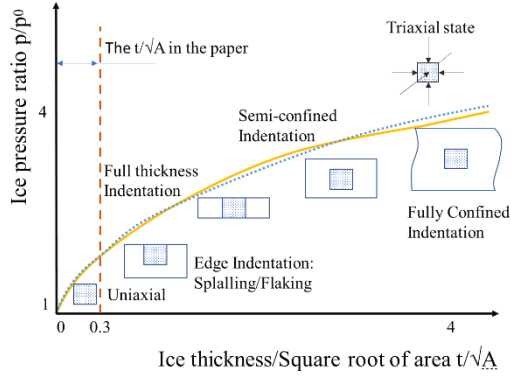 The t/√A in the paper
Triaxial state
Ice pressure ratio p/p⁰
4
Semi-confined
Indentation
Full thickness
Indentation
Fully Confined
Indentation
Edge Indentation:
Splalling/Flaking
Uniaxial
1
0
0.3
4
Ice thickness/Square root of area t/√A